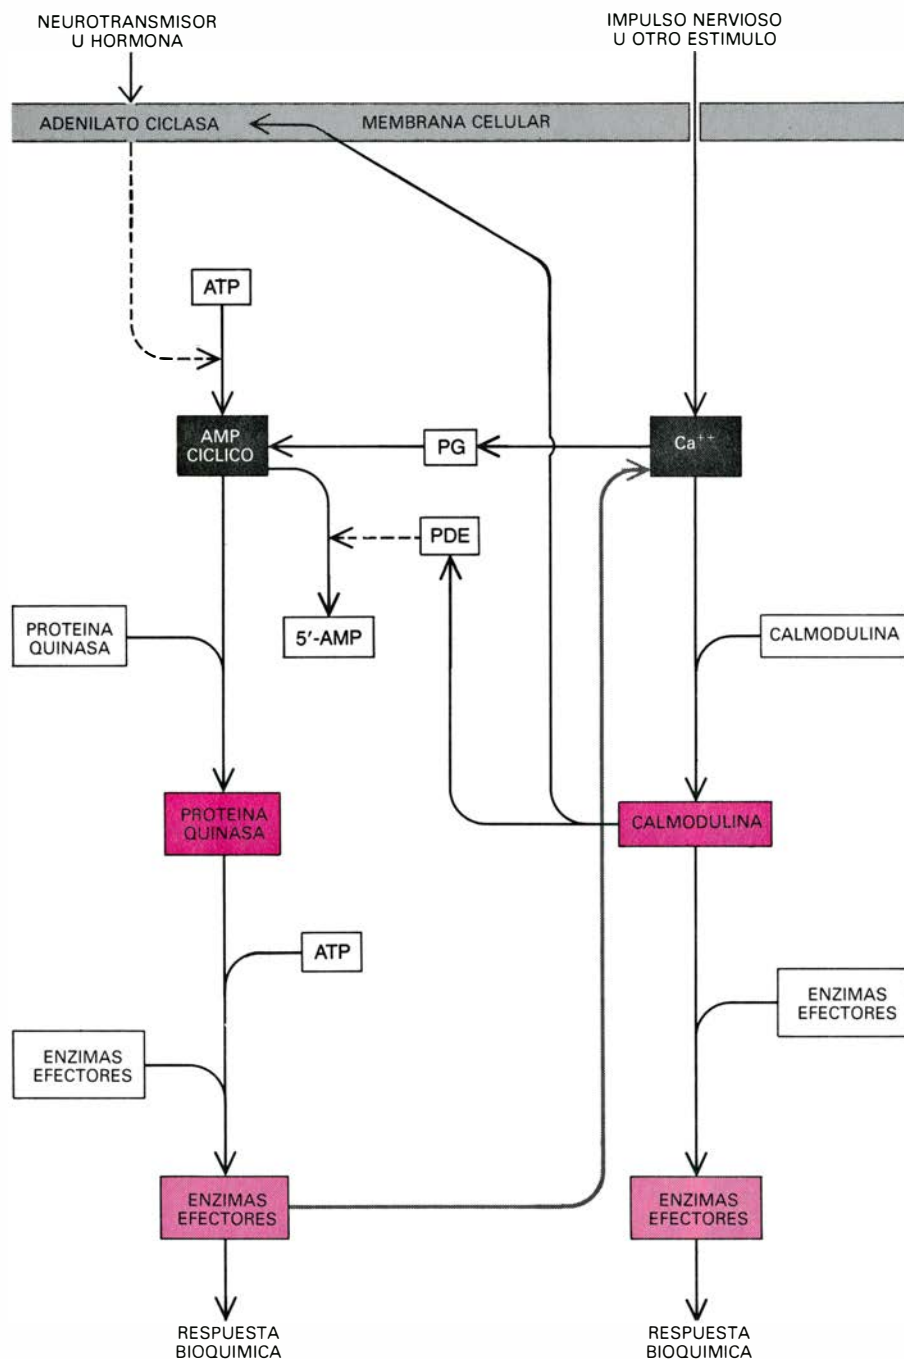 NEUROTRANSMISOR
U HORMONA
IMPULSO NERVIOSO
U OTRO ESTIMULO
ADENILATO CICLASA
MEMBRANA CELULAR
ATP
AMP
CICLICO
PG
Ca++
PDE
PROTEINA
QUINASA
5'-AMP
CALMODULINA
PROTEINA
QUINASA
CALMODULINA
ATP
ENZIMAS
EFECTORES
ENZIMAS
EFECTORES
ENZIMAS
EFECTORES
ENZIMAS
EFECTORES
RESPUESTA
BIOQUIMICA
RESPUESTA
BIOQUIMICA